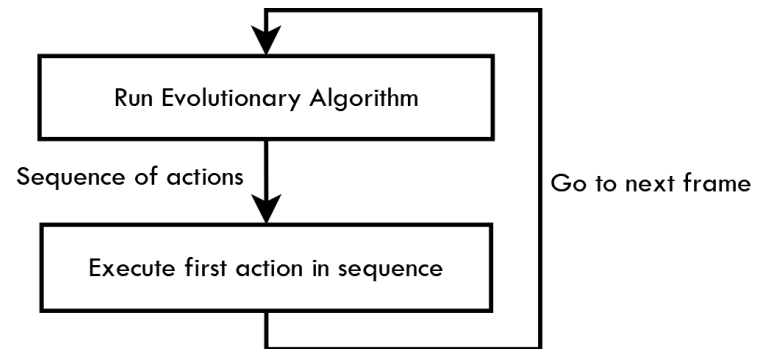 Run Evolutionary Algorithm
Sequence of actions
Go to next frame
Execute first action in sequence